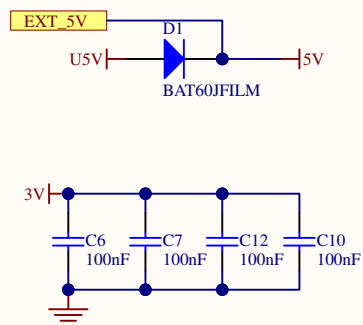 EXT_5V
D1
U5V
5V
BAT60JFILM
3V
C6 C7 C12 C10
100nF 100nF 100nF 100nF